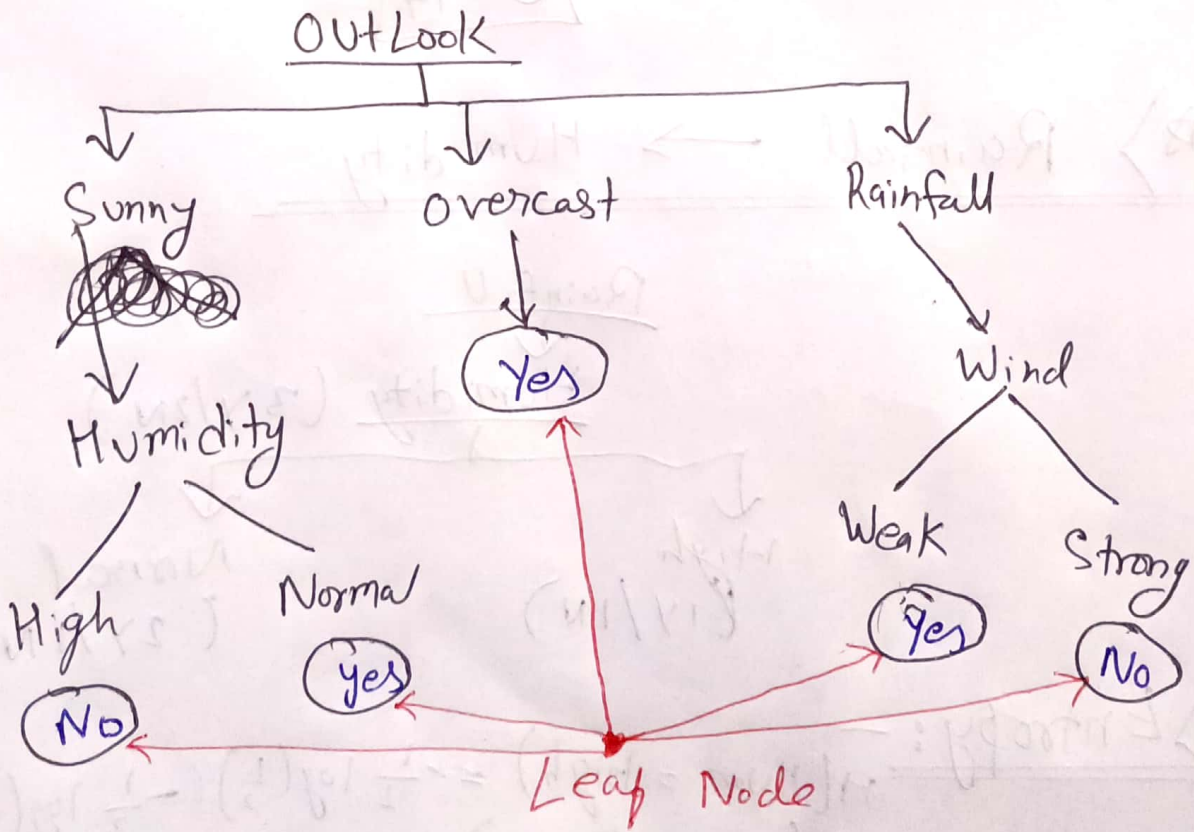 OUtLook
Sunny
overcast
Rainfall
Yes
Wind
Humidity
Weak
Strong
High
Normal
Yes
No
yes
No
Leaf Node